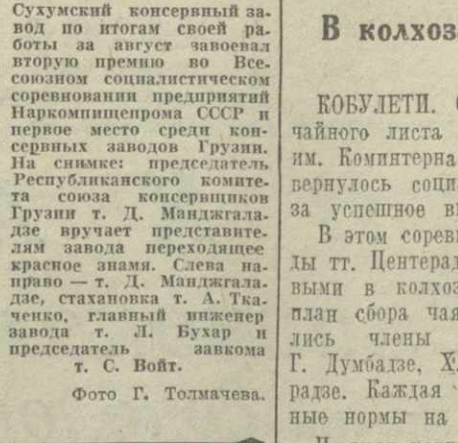 Сухумский консервный за-
вод по итогам своей ра-
боты за август завоевал
вторую премию во Все-
союзном социалистическом
соревновании предприятий
Наркомпищепрома СССР и
первое место среди кон-
сервных заводов Грузии.
На снимке: председатель
Республиканского комите-
та союза консервщиков
Грузии т. Д. Манджгала-
дзе вручает представите-
лям завода переходящее
красное знамя. Слева на-
право — т. Д. Манджгала-
дзе, стахановка т. А. Тка-
ченко, главный инженер
завода т. Л. Бухар и
председатель завкома
т. С. Войт.
Фото Г. Толмачева.
В колхоз
КОБУЛЕТИ.
чайного листа
им. Коминтерна
вернулось соци
за успешное в
В этом сорев
ды тт. Центерад
выми в колхоз
план сбора чая
лись члены
Г. Думбадзе, Х.
радзе. Каждая
ные нормы на